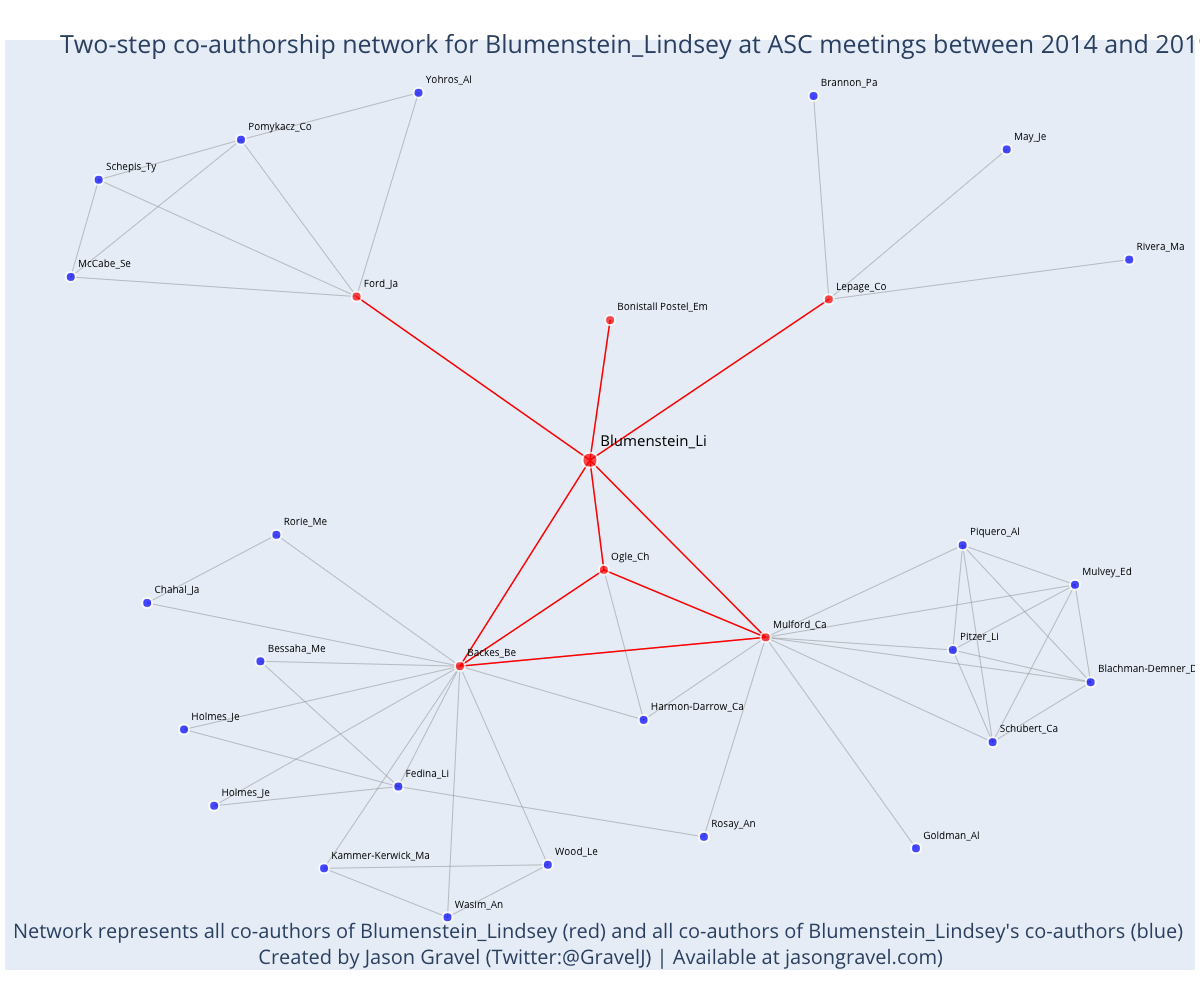 Two-step co-authorship network for Blumenstein_Lindsey at ASC meetings between 2014 and 201
Yohros_Al
Brannon_Pa
Pomykacz_Co
May_Je
Schepis_Ty
Rivera_Ma
McCabe_Se
Ford_Ja
Lepage_Co
Bonistall Postel_Em
Blumenstein_Li
Rorie_Me
Piquero_Al
Ogle_Ch
Mulvey_Ed
Chahal_Ja
Mulford_Ca
Pitzer_Li
Bessaha_Me
Backes_Be
Blachman-Demner_D
Harmon-Darrow_Ca
Holmes_Je
Schubert_Ca
Fedina_Li
Holmes_Je
Rosay_An
Goldman_Al
Kammer-Kerwick_Ma
Wood_Le
Wasim_An
Network represents all co-authors of Blumenstein_Lindsey (red) and all co-authors of Blumenstein_Lindsey's co-authors (blue)
Created by Jason Gravel (Twitter:@GravelJ) | Available at jasongravel.com)